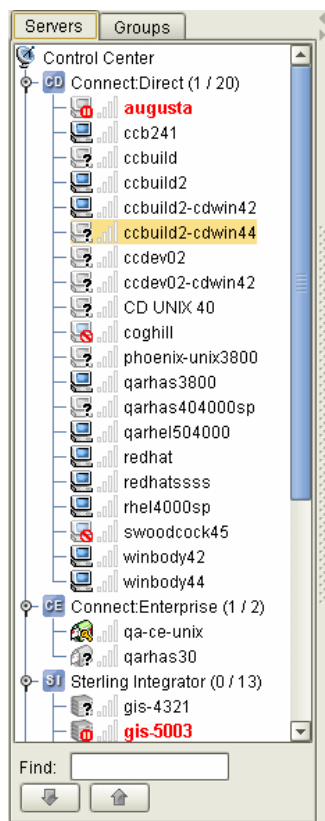 Servers Groups
Control Center
CD Connect:Direct (1 / 20)
augusta
ccb241
? ccbuild
ccbuild2
ccbuild2-cdwin42
? ccbuild2-cdwin44
? ccdev02
? ccdev02-cdwin42
? CD UNIX 40
coghill
? phoenix-unix3800
qarhas3800
? qarhas404000sp
qarhel504000
redhat
redhatssss
rhel4000sp
swoodcock45
winbody42
winbody44
CE Connect:Enterprise (1 / 2)
qa-ce-unix
? qarhas30
SI Sterling Integrator (0 / 13)
? gis-4321
gis-5003
Find: